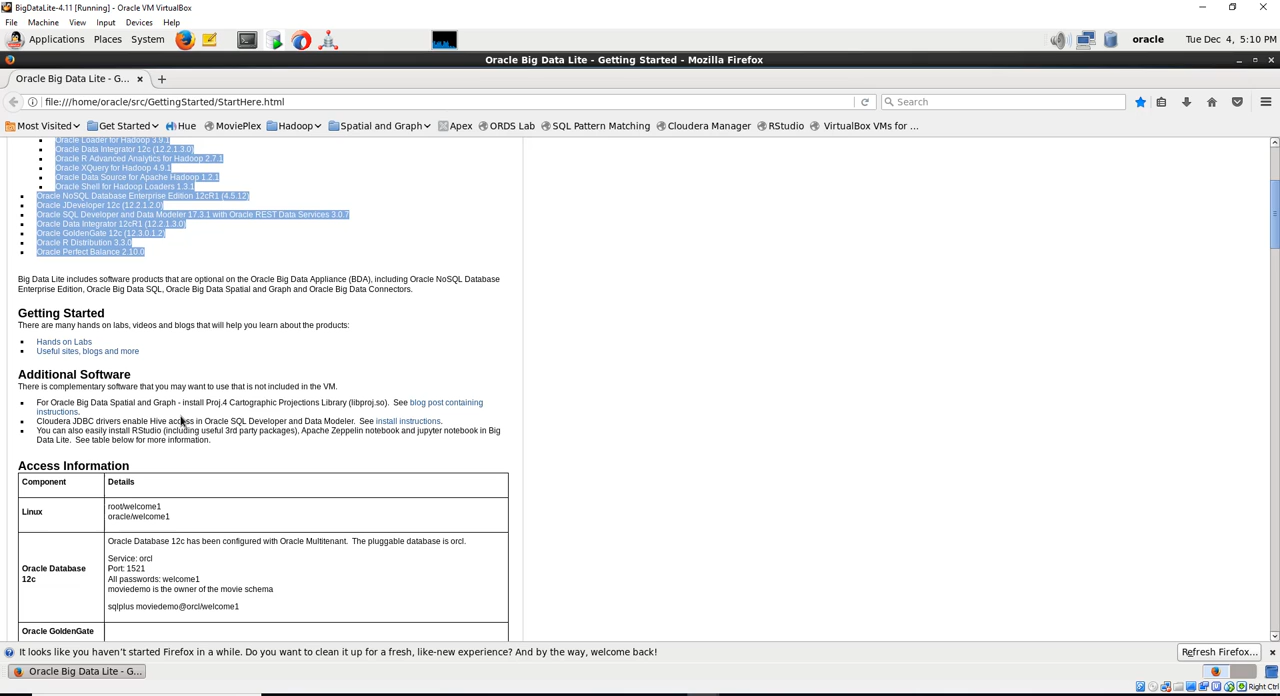 BigDataLite-4.11 [Running] - Oracle VM VirtualBox
File Machine View Input Devices Help
Applications Places System oracle Tue Dec 4, 5:10 PM
Oracle Big Data Lite - Getting Started - Mozilla Firefox
Oracle Big Data Lite - G... × +
file:///home/oracle/src/GettingStarted/StartHere.html Search
Most Visited Get Started Hue MoviePlex Hadoop Spatial and Graph Apex ORDS Lab SQL Pattern Matching Cloudera Manager RStudio VirtualBox VMs for ...
Oracle Loader for Hadoop 3.9.1
Oracle Data Integrator 12c (12.2.1.3.0)
Oracle R Advanced Analytics for Hadoop 2.7.1
Oracle XQuery for Hadoop 4.9.1
Oracle Data Source for Apache Hadoop 1.2.1
Oracle Shell for Hadoop Loaders 1.3.1
Oracle NoSQL Database Enterprise Edition 12cR1 (4.5.12)
Oracle JDeveloper 12c (12.2.1.2.0)
Oracle SQL Developer and Data Modeler 17.3.1 with Oracle REST Data Services 3.0.7
Oracle Data Integrator 12cR1 (12.2.1.3.0)
Oracle GoldenGate 12c (12.3.0.1.2)
Oracle R Distribution 3.3.0
Oracle Perfect Balance 2.10.0
Big Data Lite includes software products that are optional on the Oracle Big Data Appliance (BDA), including Oracle NoSQL Database
Enterprise Edition, Oracle Big Data SQL, Oracle Big Data Spatial and Graph and Oracle Big Data Connectors.
Getting Started
There are many hands on labs, videos and blogs that will help you learn about the products:
Hands on Labs
Useful sites, blogs and more
Additional Software
There is complementary software that you may want to use that is not included in the VM.
For Oracle Big Data Spatial and Graph - install Proj.4 Cartographic Projections Library (libproj.so). See blog post containing
instructions.
Cloudera JDBC drivers enable Hive access in Oracle SQL Developer and Data Modeler. See install instructions.
You can also easily install RStudio (including useful 3rd party packages), Apache Zeppelin notebook and jupyter notebook in Big
Data Lite. See table below for more information.
Access Information
Component Details
Linux
root/welcome1
oracle/welcome1
Oracle Database
12c
Oracle Database 12c has been configured with Oracle Multitenant. The pluggable database is orcl.
Service: orcl
Port: 1521
All passwords: welcome1
moviedemo is the owner of the movie schema
sqlplus moviedemo@orcl/welcome1
Oracle GoldenGate
It looks like you haven't started Firefox in a while. Do you want to clean it up for a fresh, like-new experience? And by the way, welcome back! Refresh Firefox...
Oracle Big Data Lite - G...
Right Ctrl